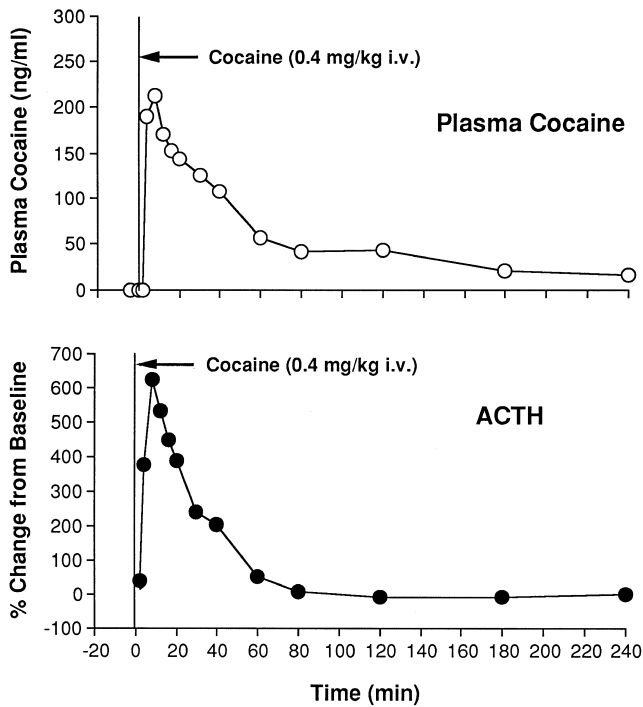 300
250
200
150
100
50
0
Plasma Cocaine (ng/ml)
Cocaine (0.4 mg/kg i.v.)
Plasma Cocaine
700
600
500
400
300
200
100
0
-100
% Change from Baseline
Cocaine (0.4 mg/kg i.v.)
ACTH
-20 0 20 40 60 80 100 120 140 160 180 200 220 240
Time (min)